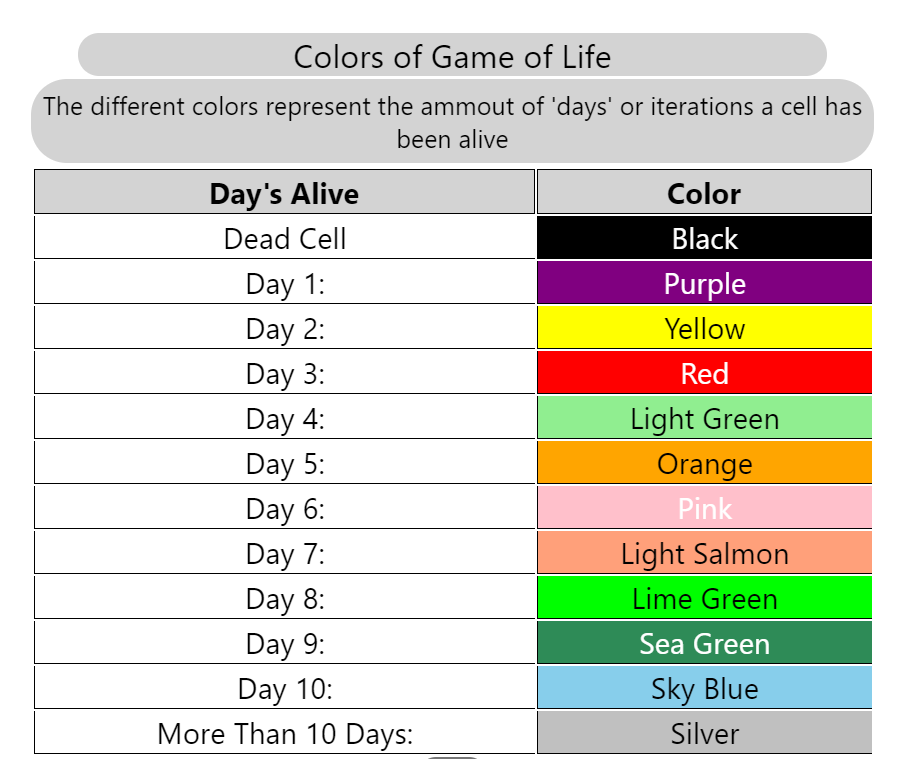 Colors of Game of Life
The different colors represent the ammout of 'days' or iterations a cell has
been alive
Day's Alive Color
Dead Cell Black
Day 1: Purple
Day 2: Yellow
Day 3: Red
Day 4: Light Green
Day 5: Orange
Day 6: Pink
Day 7: Light Salmon
Day 8: Lime Green
Day 9: Sea Green
Day 10: Sky Blue
More Than 10 Days: Silver